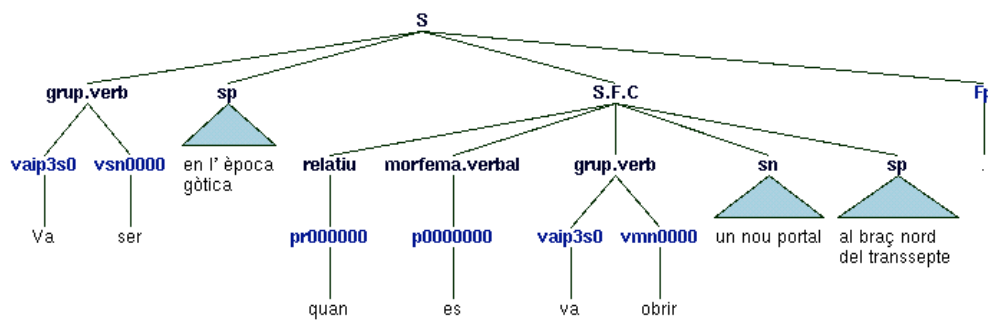 S
grup.verb sp S.F.C Fp
vaip3s0 vsn0000 en l' època gòtica relatiu morfema.verbal grup.verb sn sp
Va ser pr000000 p0000000 vaip3s0 vmn0000 un nou portal al braç nord del transsepte
quan es va obrir
.